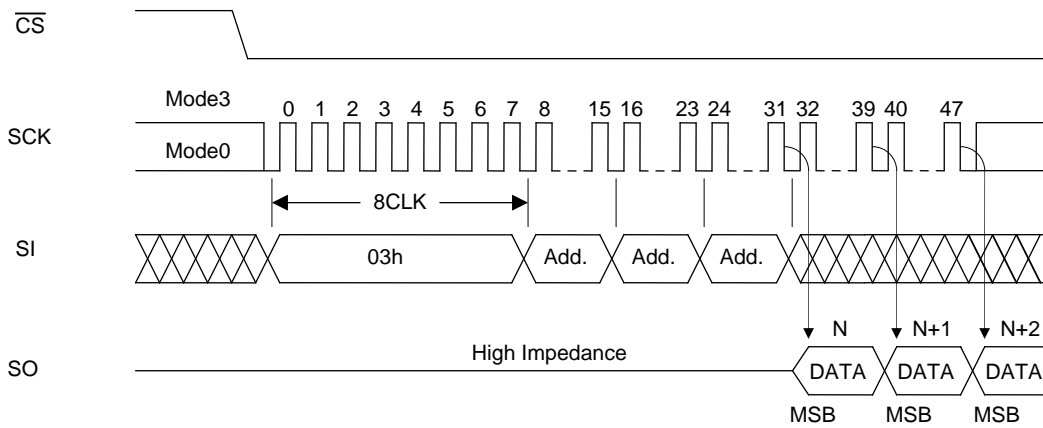 CS
Mode3
0 1 2 3 4 5 6 7 8 15 16 23 24 31 32 39 40 47
SCK
Mode0
8CLK
SI
03h Add. Add. Add.
N N+1 N+2
High Impedance
SO
DATA DATA DATA
MSB MSB MSB